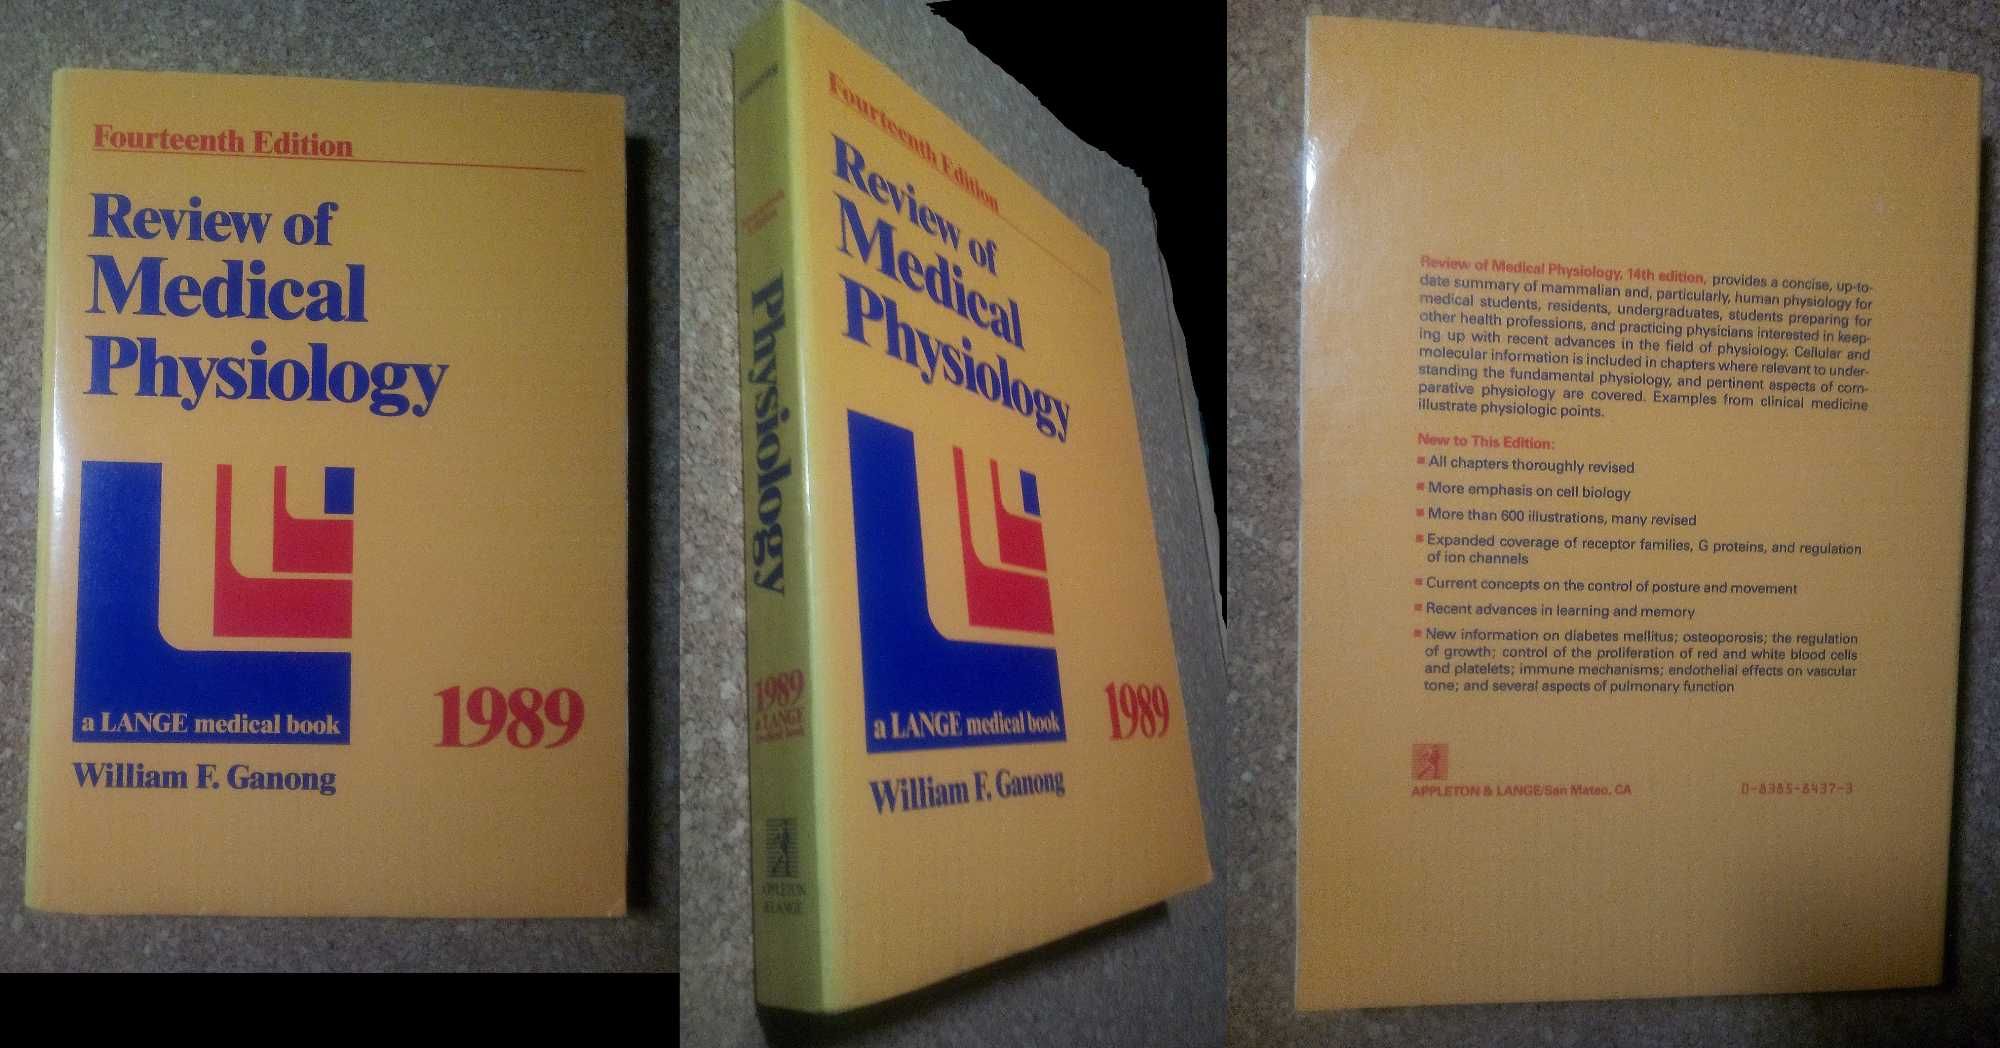 Fourteenth Edition
Review of
Medical
Physiology
a LANGE medical book
1989
William F. Ganong
Physiology
1989
a LANGE
medical book
APPLETON
& LANGE
Fourteenth Edition
Review of
Medical
Physiology
a LANGE medical book
1989
William F. Ganong
Review of Medical Physiology, 14th edition, provides a concise, up-to-
date summary of mammalian and, particularly, human physiology for
medical students, residents, undergraduates, students preparing for
other health professions, and practicing physicians interested in keep-
ing up with recent advances in the field of physiology. Cellular and
molecular information is included in chapters where relevant to under-
standing the fundamental physiology, and pertinent aspects of com-
parative physiology are covered. Examples from clinical medicine
illustrate physiologic points.
New to This Edition:
All chapters thoroughly revised
More emphasis on cell biology
More than 600 illustrations, many revised
Expanded coverage of receptor families, G proteins, and regulation
of ion channels
Current concepts on the control of posture and movement
Recent advances in learning and memory
New information on diabetes mellitus; osteoporosis; the regulation
of growth; control of the proliferation of red and white blood cells
and platelets; immune mechanisms; endothelial effects on vascular
tone; and several aspects of pulmonary function
APPLETON & LANGE/San Mateo, CA
0-8385-8437-3